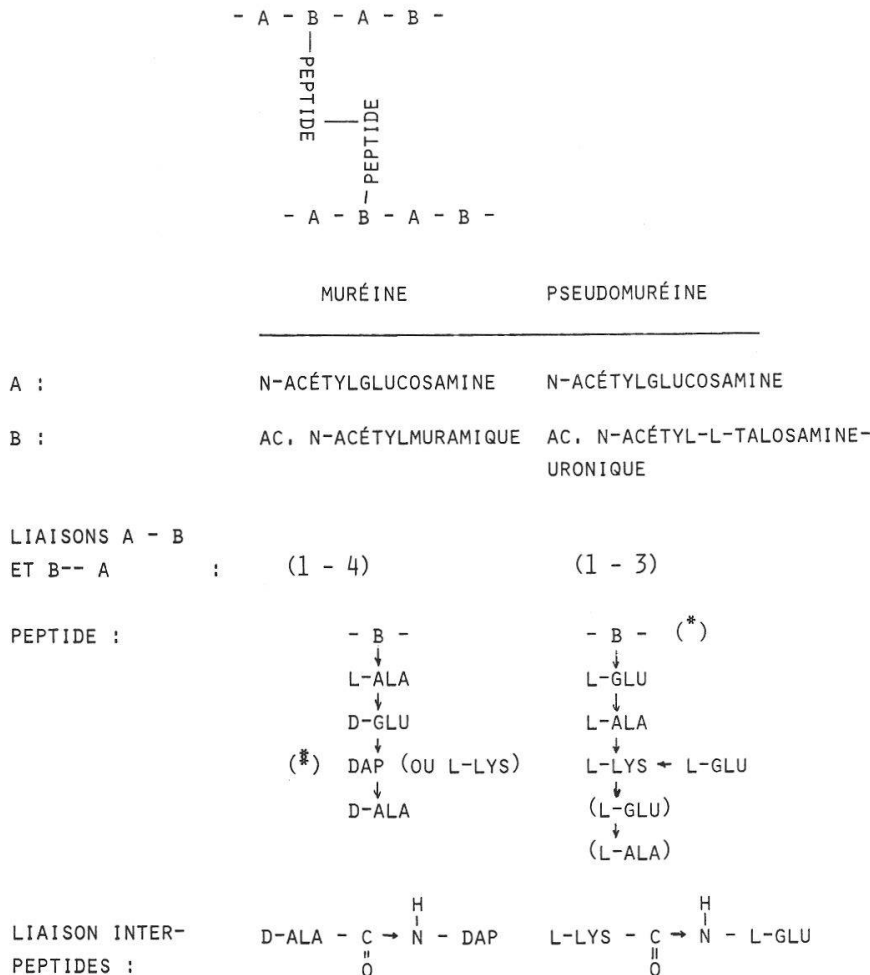 - A - B - A - B -
PEPTIDE
PEPTIDE
- A - B - A - B -
MURÉINE PSEUDOMURÉINE
A : N-ACÉTYLGLUCOSAMINE N-ACÉTYLGLUCOSAMINE
B : AC. N-ACÉTYLMURAMIQUE AC. N-ACÉTYL-L-TALOSAMINE-
URONIQUE
LIAISONS A - B
ET B-- A : (1 - 4) (1 - 3)
PEPTIDE : - B - - B - (*)
L-ALA L-GLU
D-GLU L-ALA
(*̊) DAP (OU L-LYS) L-LYS ← L-GLU
D-ALA (L-GLU)
(L-ALA)
H H
LIAISON INTER- D-ALA - C → N - DAP L-LYS - C → N - L-GLU
PEPTIDES : O O